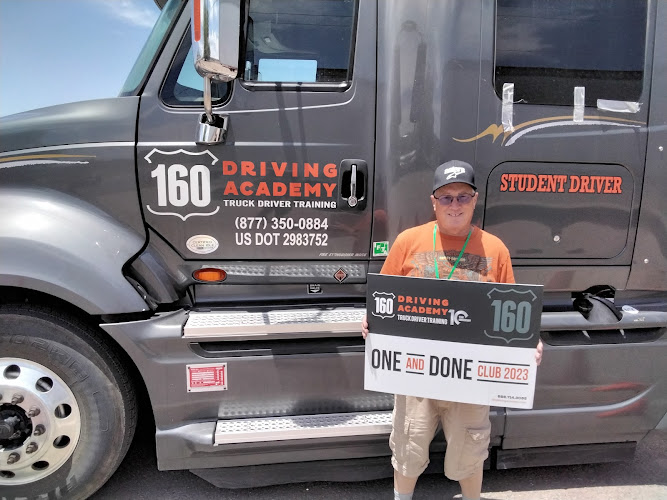 160
DRIVING
ACADEMY
TRUCK DRIVER TRAINING
(877) 350-0884
US DOT 2983752
STUDENT DRIVER
160
DRIVING
ACADEMY
TRUCK DRIVER TRAINING
10
160
ONE AND DONE CLUB 2023